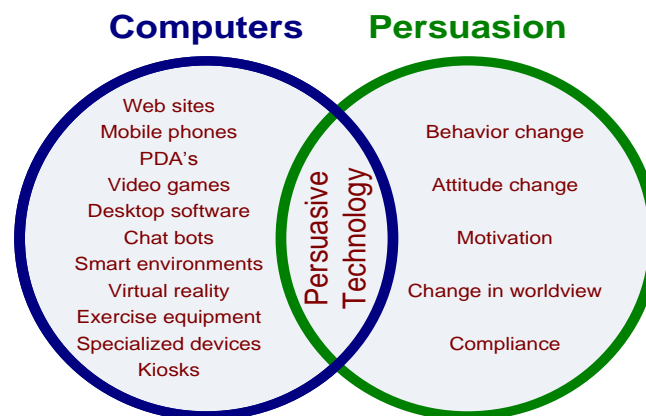 Computers
Persuasion
Web sites
Mobile phones
PDA's
Video games
Desktop software
Chat bots
Smart environments
Virtual reality
Exercise equipment
Specialized devices
Kiosks
Persuasive
Technology
Behavior change
Attitude change
Motivation
Change in worldview
Compliance